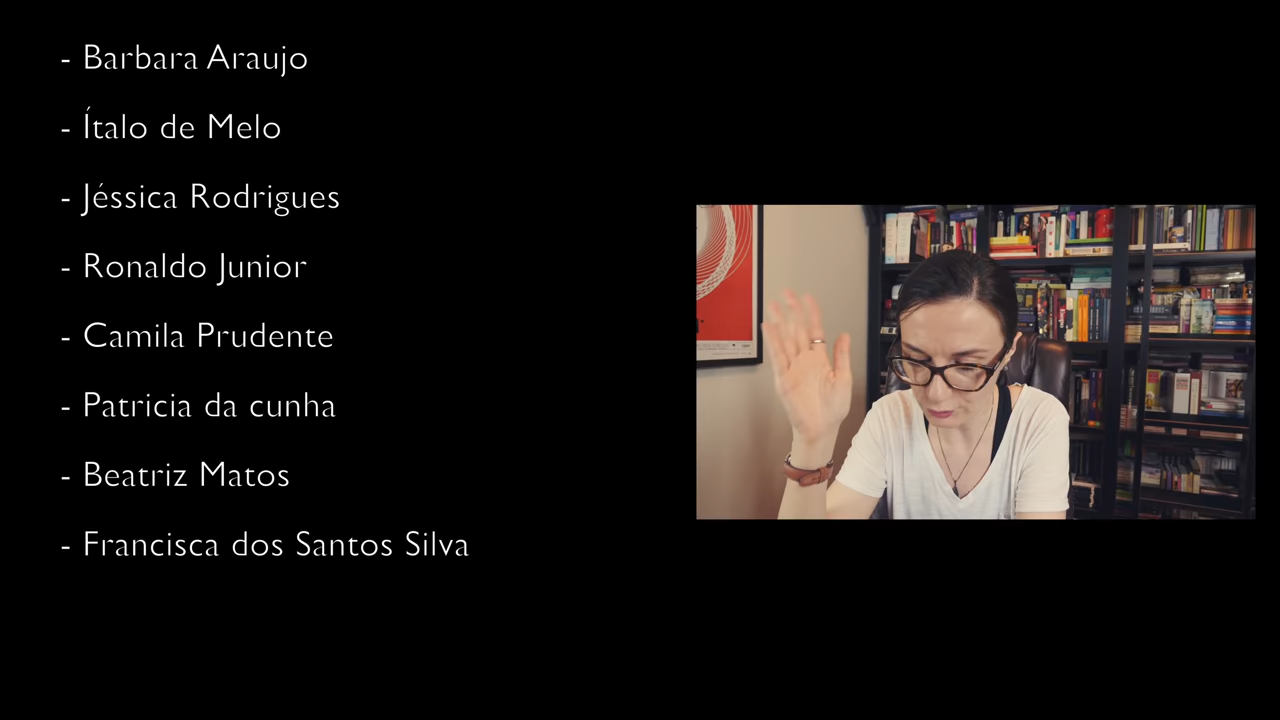 - Barbara Araujo
- Ítalo de Melo
- Jéssica Rodrigues
- Ronaldo Junior
- Camila Prudente
- Patricia da cunha
- Beatriz Matos
- Francisca dos Santos Silva